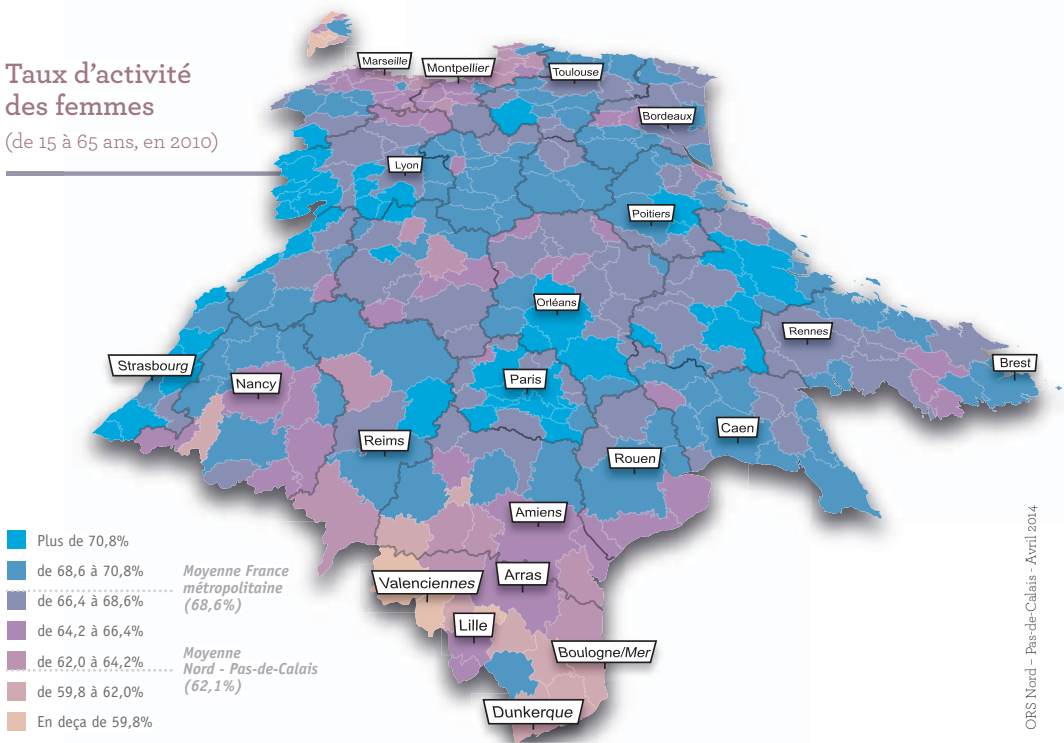 Taux d’activité
des femmes
(de 15 à 65 ans, en 2010)
Marseille
Montpellier
Toulouse
Bordeaux
Lyon
Poitiers
Orléans
Rennes
Brest
Strasbourg
Nancy
Paris
Caen
Reims
Rouen
Amiens
Valenciennes
Arras
Lille
Boulogne/Mer
Dunkerque
Plus de 70,8%
de 68,6 à 70,8%
de 66,4 à 68,6%
de 64,2 à 66,4%
de 62,0 à 64,2%
de 59,8 à 62,0%
En deça de 59,8%
Moyenne France
métropolitaine
(68,6%)
Moyenne
Nord - Pas-de-Calais
(62,1%)
ORS Nord – Pas-de-Calais - Avril 2014